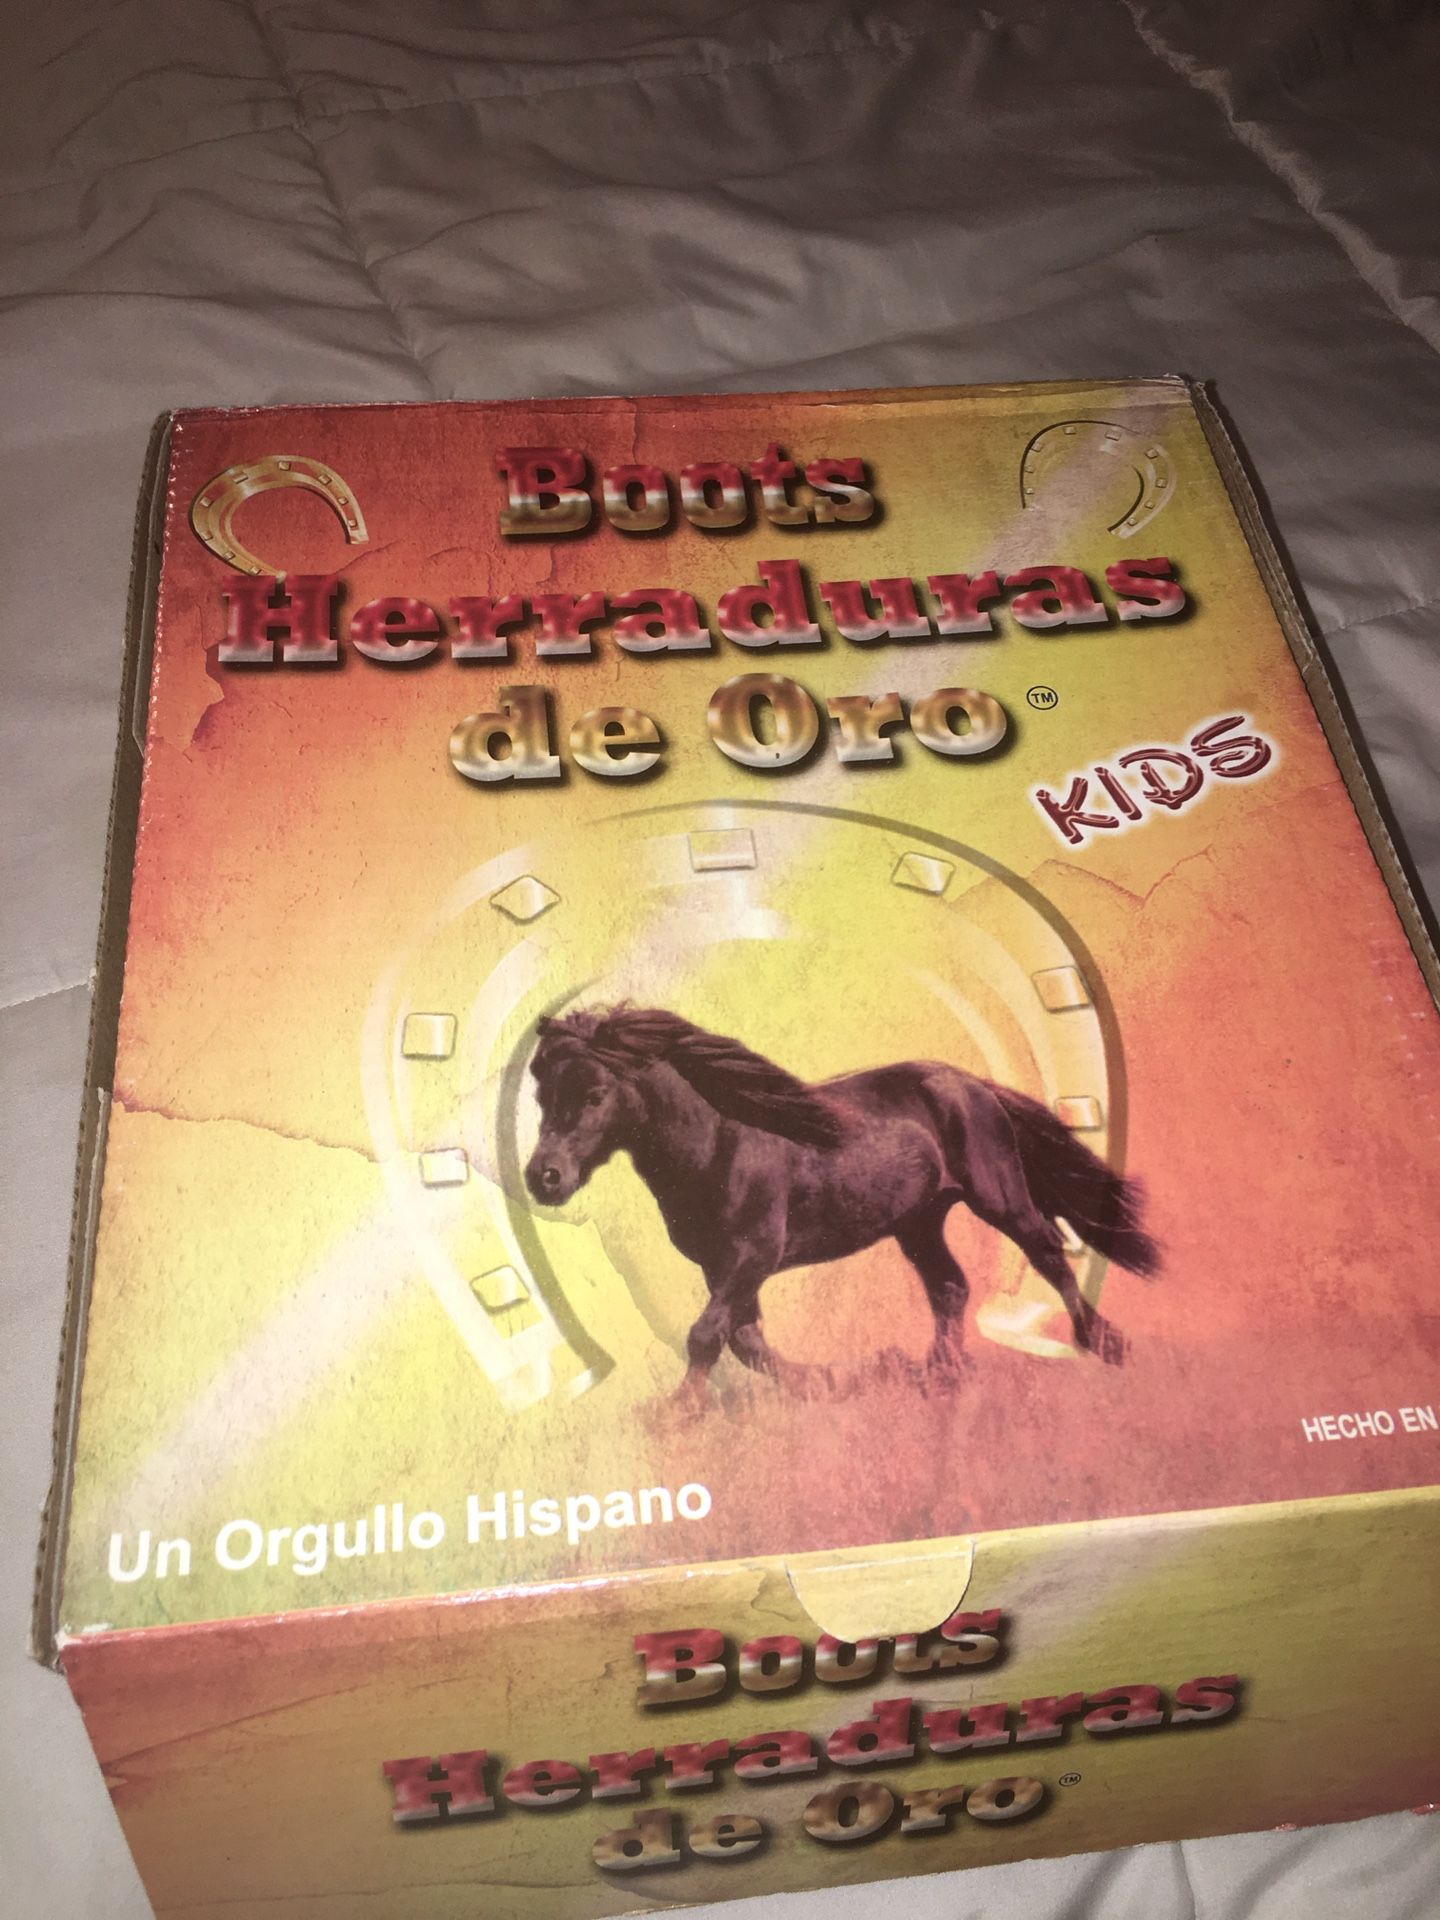 Boots
Herraduras
de Oro ™
KIDS
HECHO EN
Un Orgullo Hispano
Boots
Herraduras
de Oro ™